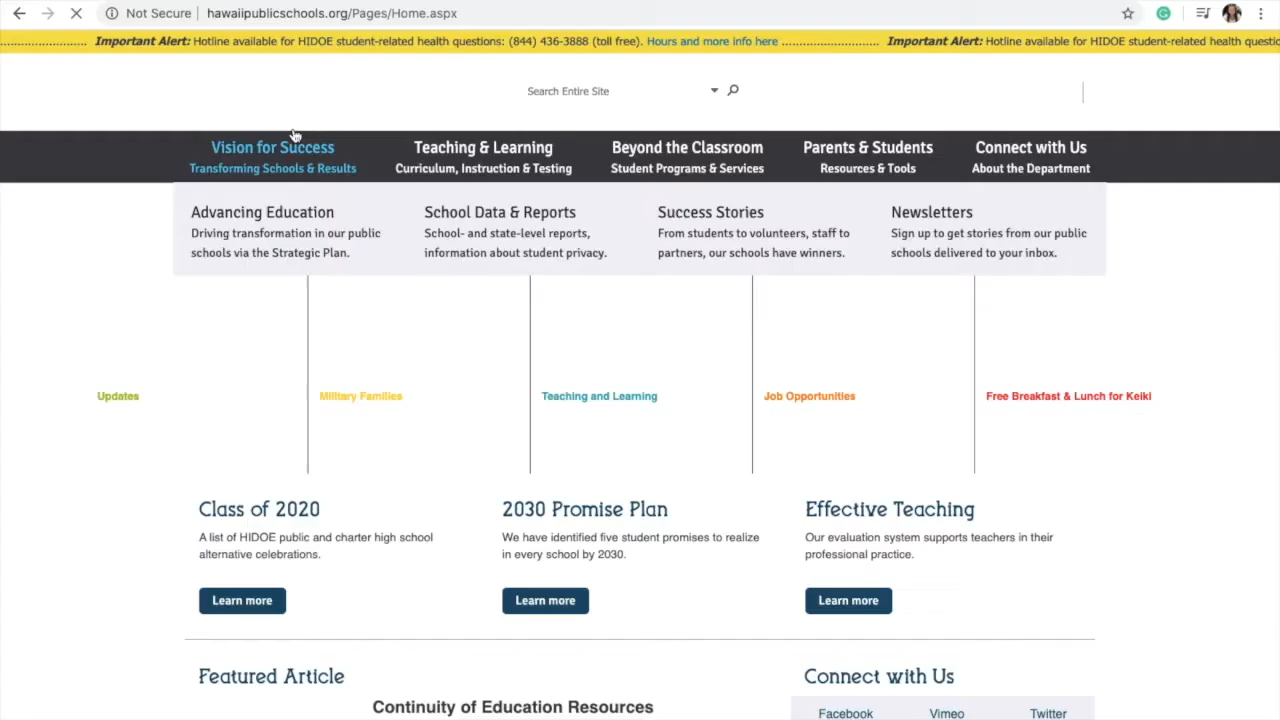 Not Secure | hawaiipublicschools.org/Pages/Home.aspx
Important Alert: Hotline available for HIDOE student-related health questions: (844) 436-3888 (toll free). Hours and more info here Important Alert: Hotline available for HIDOE student-related health
Search Entire Site
Vision for Success Teaching & Learning Beyond the Classroom Parents & Students Connect with Us
Transforming Schools & Results Curriculum, Instruction & Testing Student Programs & Services Resources & Tools About the Department
Advancing Education School Data & Reports Success Stories Newsletters
Driving transformation in our public School- and state-level reports, From students to volunteers, staff to Sign up to get stories from our public
schools via the Strategic Plan. information about student privacy. partners, our schools have winners. schools delivered to your inbox.
Updates Military Families Teaching and Learning Job Opportunities Free Breakfast & Lunch for Keiki
Class of 2020 2030 Promise Plan Effective Teaching
A list of HIDOE public and charter high school We have identified five student promises to realize Our evaluation system supports teachers in their
alternative celebrations. in every school by 2030. professional practice.
Learn more Learn more Learn more
Featured Article Connect with Us
Continuity of Education Resources
Facebook Vimeo Twitter